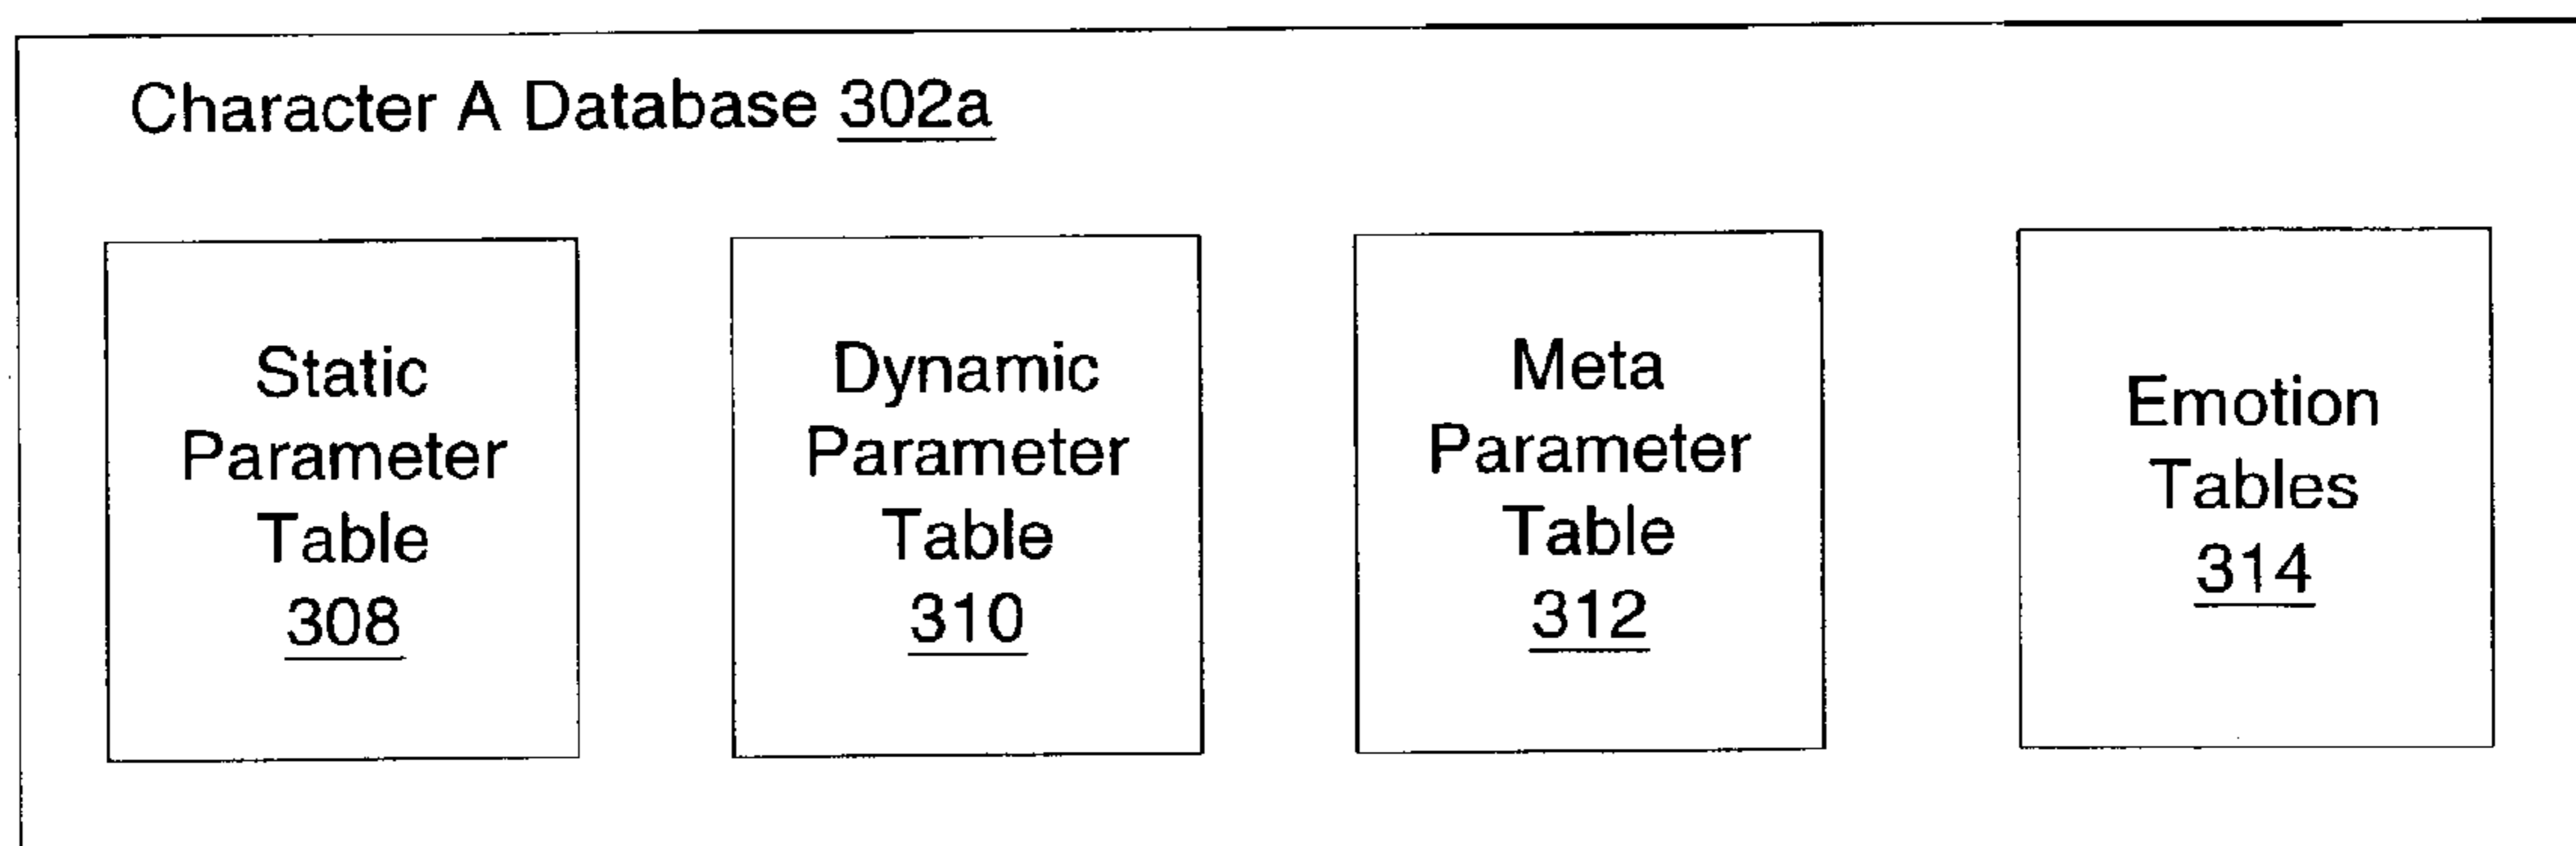 Character A Database 302a
Static
Parameter
Table
308
Dynamic
Parameter
Table
310
Meta
Parameter
Table
312
Emotion
Tables
314